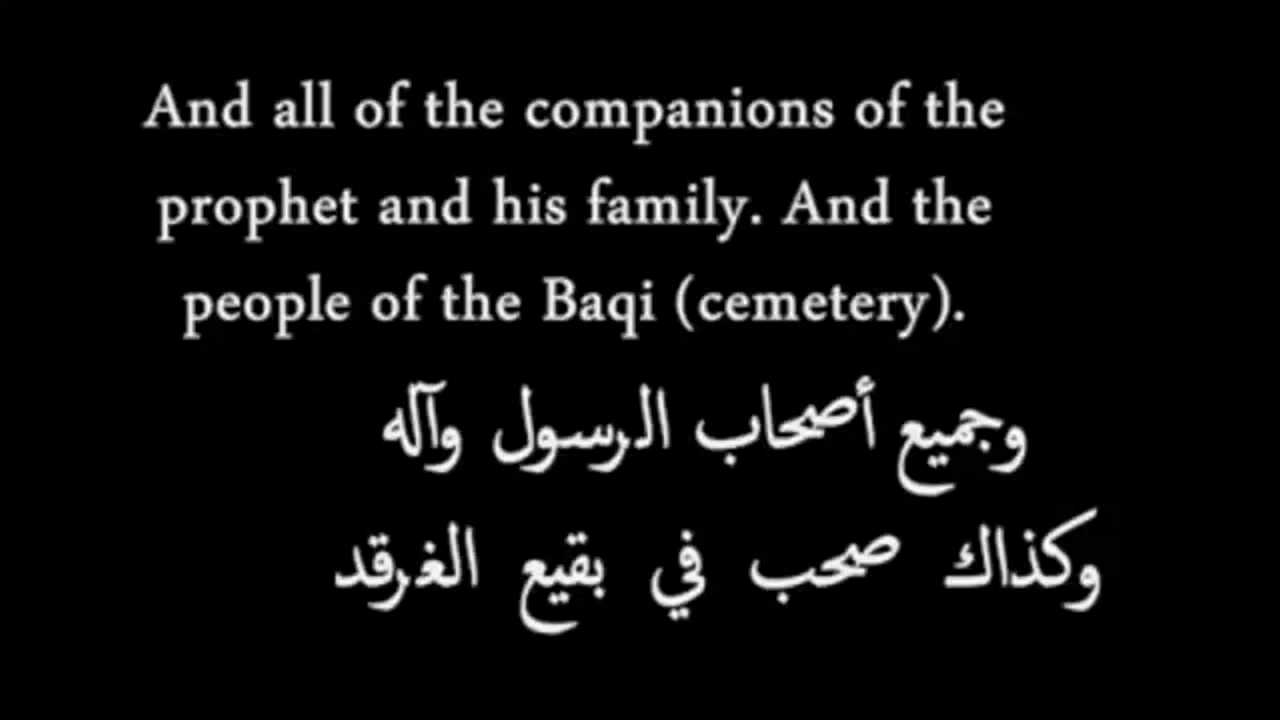 And all of the companions of the
prophet and his family. And the
people of the Baqi (cemetery).
وجميع أصحاب الرسول وآله
وكذاك صحب في بقيع الغرقد